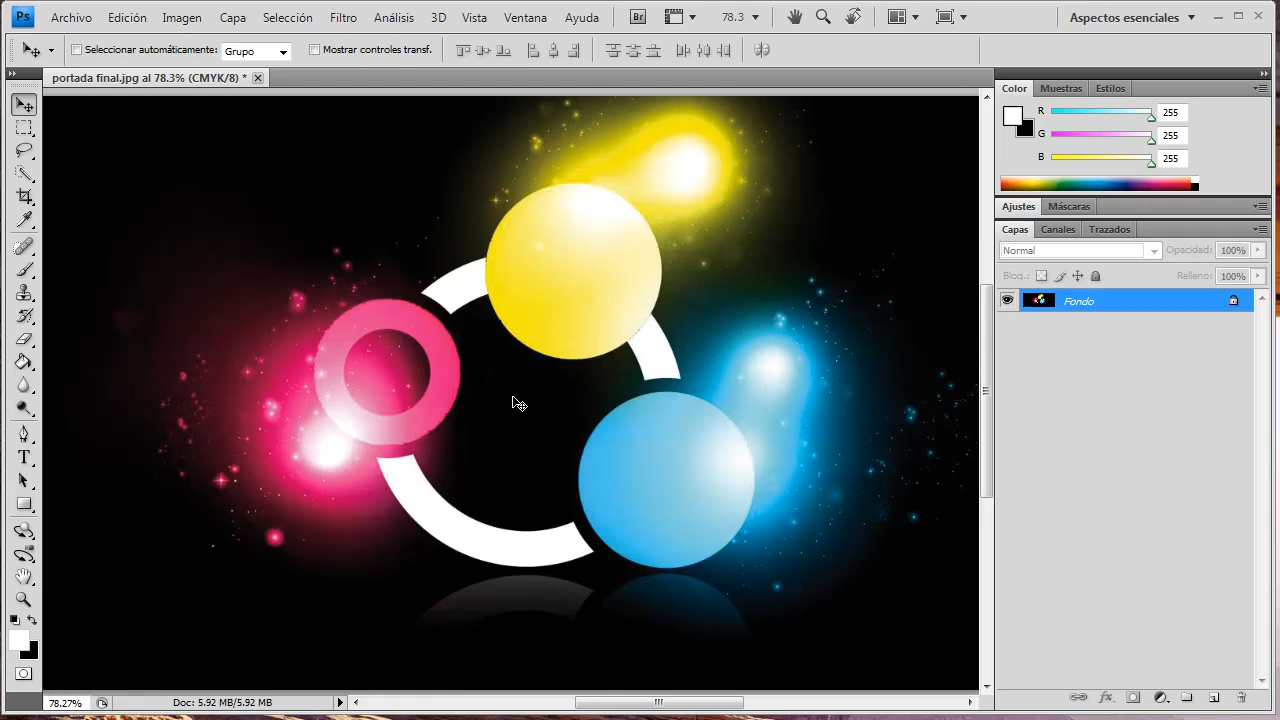 Ps Archivo Edición Imagen Capa Selección Filtro Análisis 3D Vista Ventana Ayuda Br 78.3 Aspectos esenciales
Seleccionar automáticamente: Grupo Mostrar controles transf.
portada final.jpg al 78.3% (CMYK/8) *
Color Muestras Estilos
R 255
G 255
B 255
Ajustes Máscaras
Capas Canales Trazados
Normal Opacidad: 100%
Bloq.: Relleno: 100%
Fondo
T
78.27% Doc: 5.92 MB/5.92 MB
fx